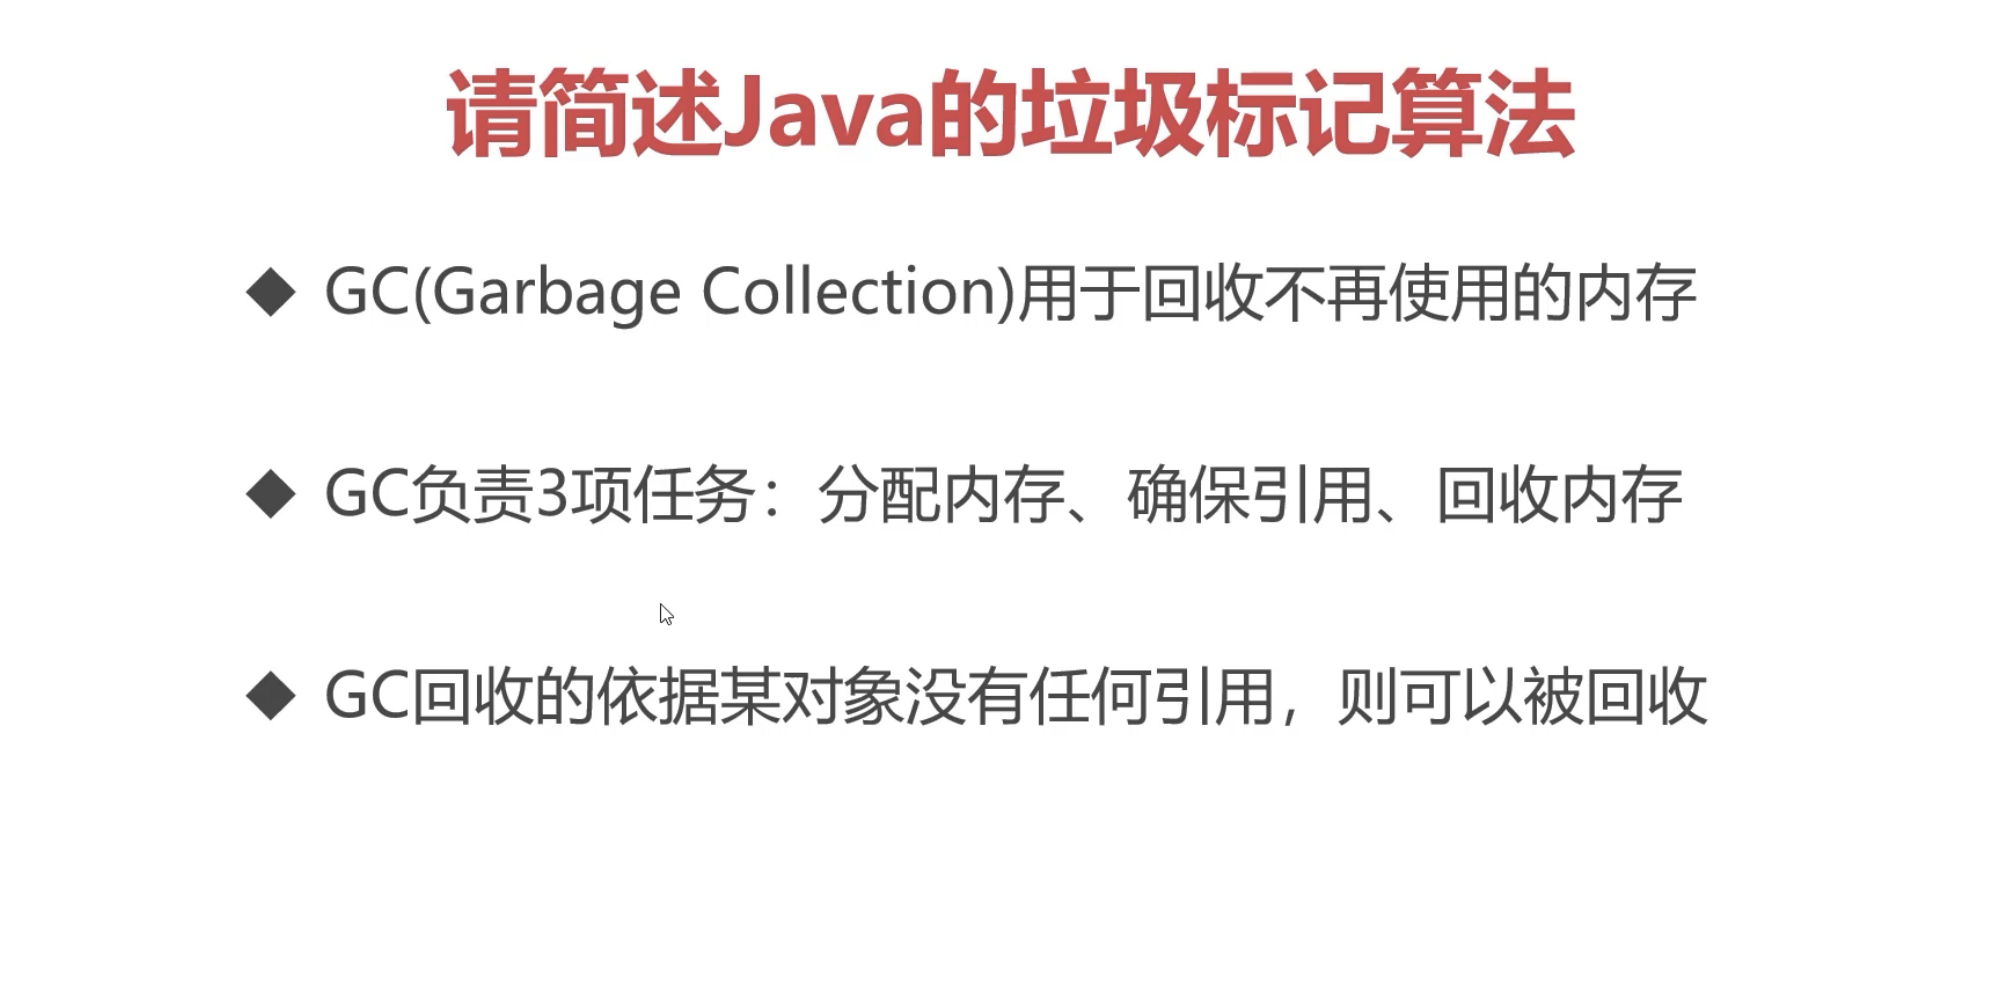 请简述Java的垃圾标记算法
◆ GC(Garbage Collection)用于回收不再使用的内存
◆ GC负责3项任务：分配内存、确保引用、回收内存
◆ GC回收的依据某对象没有任何引用，则可以被回收